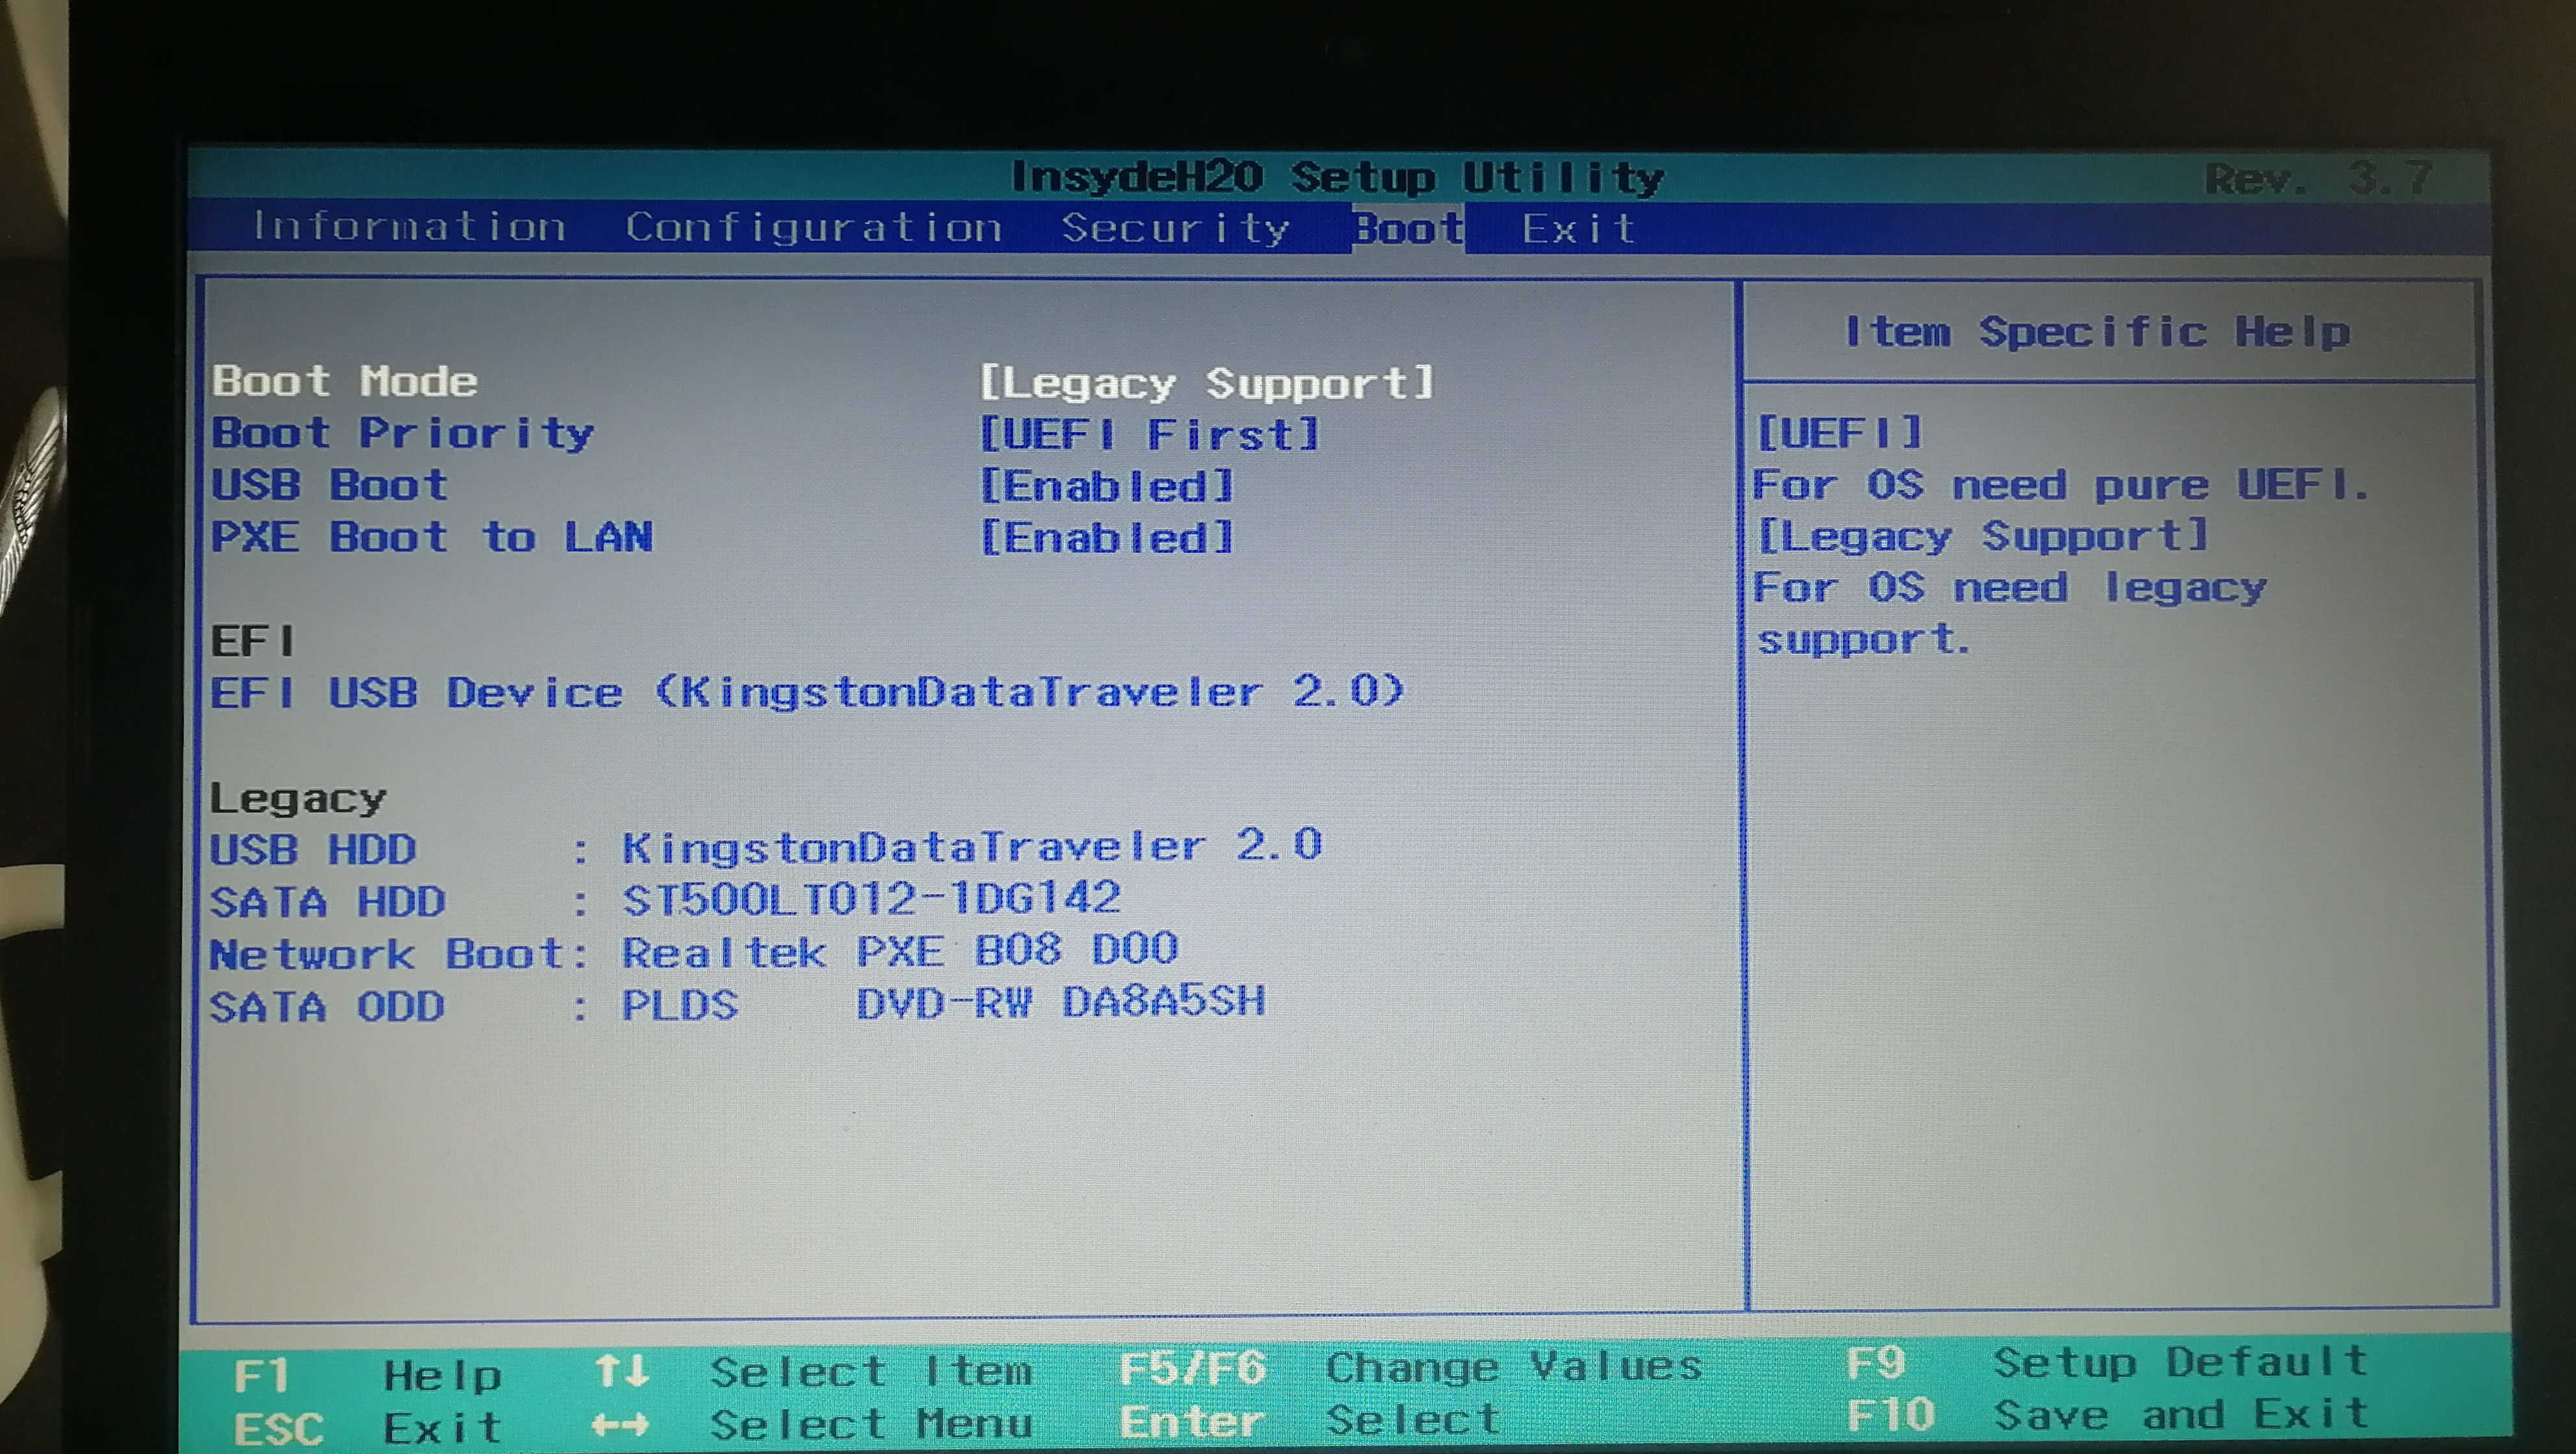 InsydeH20 Setup Utility Rev. 3.7
Information Configuration Security Boot Exit
Item Specific Help
Boot Mode [Legacy Support]
Boot Priority [UEFI First]
USB Boot [Enabled]
PXE Boot to LAN [Enabled]
EFI
EFI USB Device (KingstonDataTraveler 2.0)
Legacy
USB HDD : KingstonDataTraveler 2.0
SATA HDD : ST500LT012-1DG142
Network Boot: Realtek PXE B08 D00
SATA ODD : PLDS DVD-RW DA8A5SH
[UEFI]
For OS need pure UEFI.
[Legacy Support]
For OS need legacy
support.
F1 Help ↑↓ Select Item F5/F6 Change Values F9 Setup Default
ESC Exit ←→ Select Menu Enter Select F10 Save and Exit